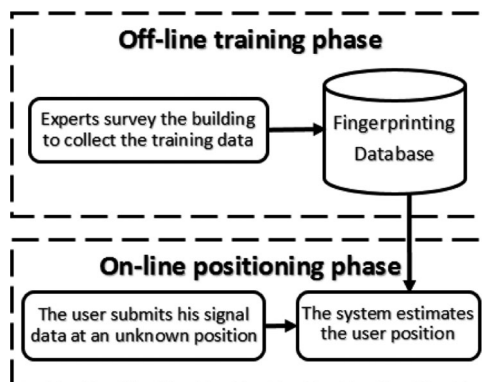 Off-line training phase
Experts survey the building
to collect the training data
Fingerprinting
Database
On-line positioning phase
The user submits his signal
data at an unknown position
The system estimates
the user position